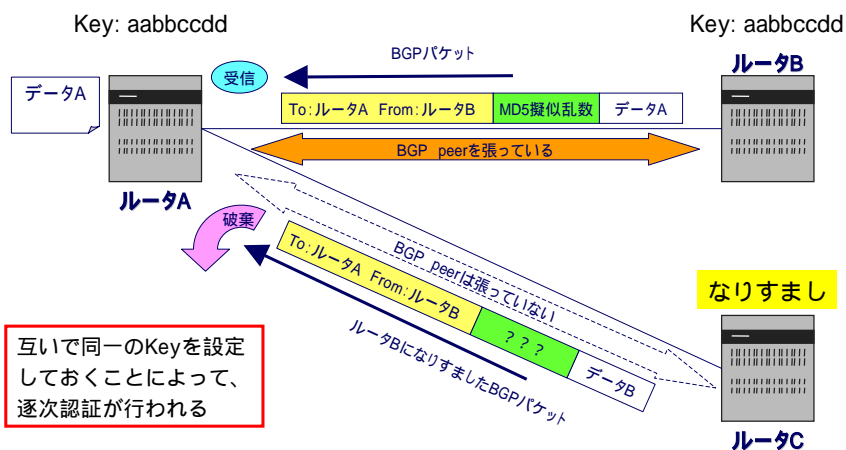 Key: aabbccdd
Key: aabbccdd
BGPパケット
ルータB
受信
データA
To:ルータA From:ルータB MD5擬似乱数 データA
BGP peerを張っている
ルータA
破棄
BGP peerは張っていない
To:ルータA From:ルータB ??? データB
ルータBになりすましたBGPパケット
なりすまし
互いで同一のKeyを設定
しておくことによって、
逐次認証が行われる
ルータC